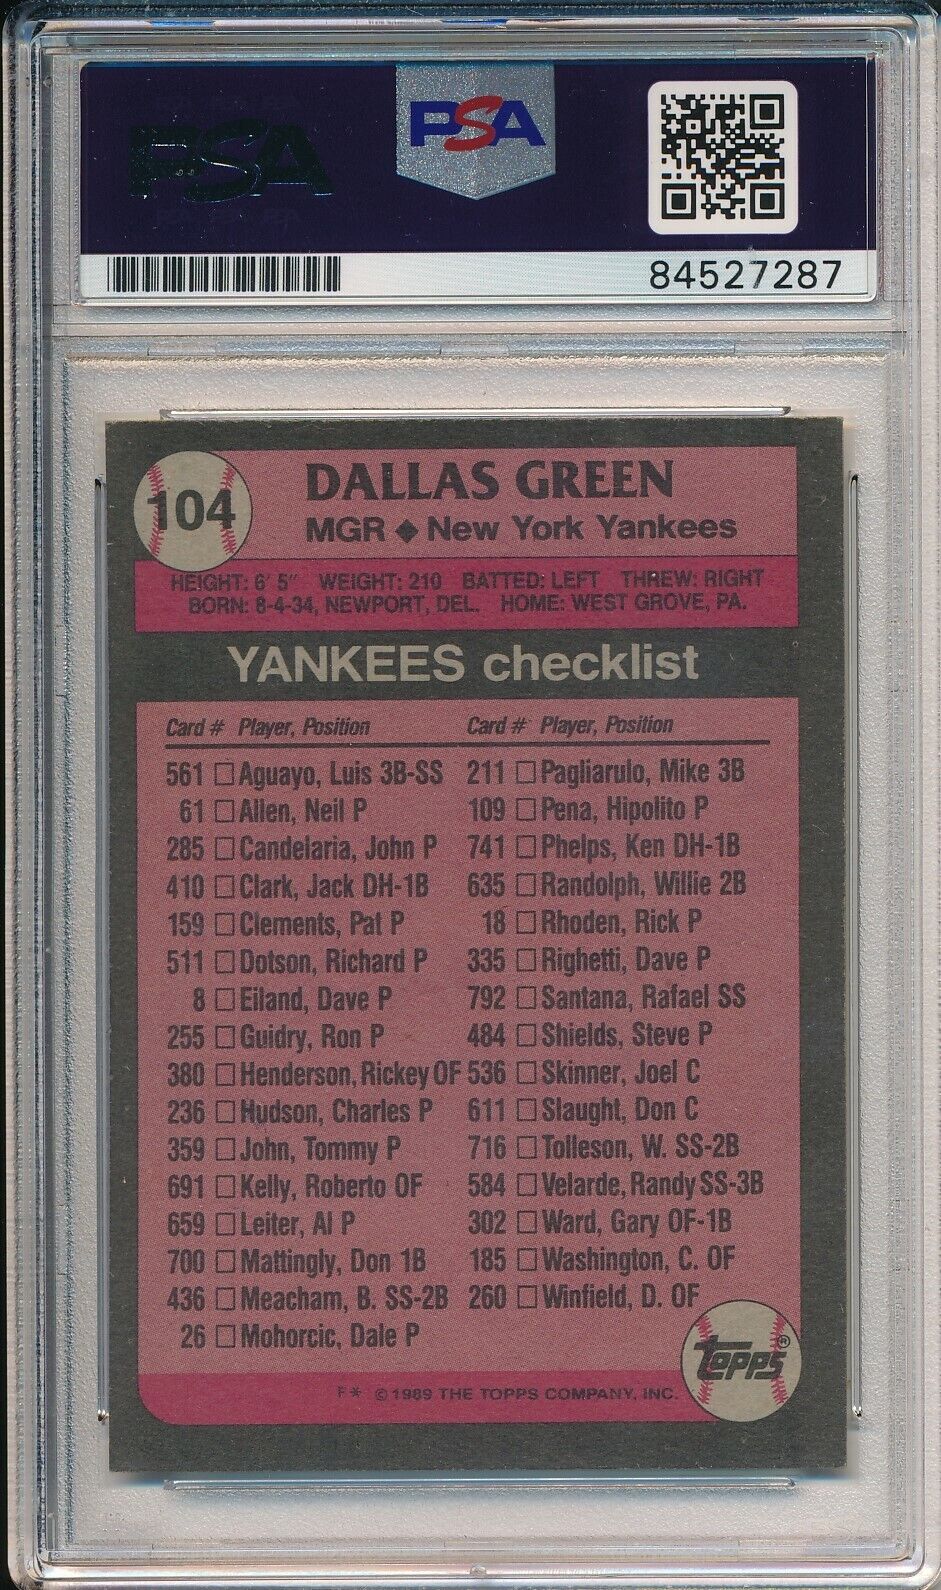 PSA
PSA
84527287
104
DALLAS GREEN
MGR ◆ New York Yankees
HEIGHT: 6' 5" WEIGHT: 210 BATTED: LEFT THREW: RIGHT
BORN: 8-4-34, NEWPORT, DEL. HOME: WEST GROVE, PA.
YANKEES checklist
Card # Player, Position
561 □ Aguayo, Luis 3B-SS
61 □ Allen, Neil P
285 □ Candelaria, John P
410 □ Clark, Jack DH-1B
159 □ Clements, Pat P
511 □ Dotson, Richard P
8 □ Eiland, Dave P
255 □ Guidry, Ron P
380 □ Henderson, Rickey OF
236 □ Hudson, Charles P
359 □ John, Tommy P
691 □ Kelly, Roberto OF
659 □ Leiter, Al P
700 □ Mattingly, Don 1B
436 □ Meacham, B. SS-2B
26 □ Mohorcic, Dale P
Card # Player, Position
211 □ Pagliarulo, Mike 3B
109 □ Pena, Hipolito P
741 □ Phelps, Ken DH-1B
635 □ Randolph, Willie 2B
18 □ Rhoden, Rick P
335 □ Righetti, Dave P
792 □ Santana, Rafael SS
484 □ Shields, Steve P
536 □ Skinner, Joel C
611 □ Slaught, Don C
716 □ Tolleson, W. SS-2B
584 □ Velarde, Randy SS-3B
302 □ Ward, Gary OF-1B
185 □ Washington, C. OF
260 □ Winfield, D. OF
TOPPS®
F* © 1989 THE TOPPS COMPANY, INC.